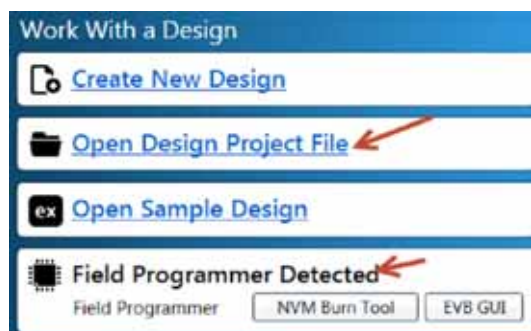 Work With a Design
Create New Design
Open Design Project File
ex Open Sample Design
Field Programmer Detected
Field Programmer NVM Burn Tool EVB GUI